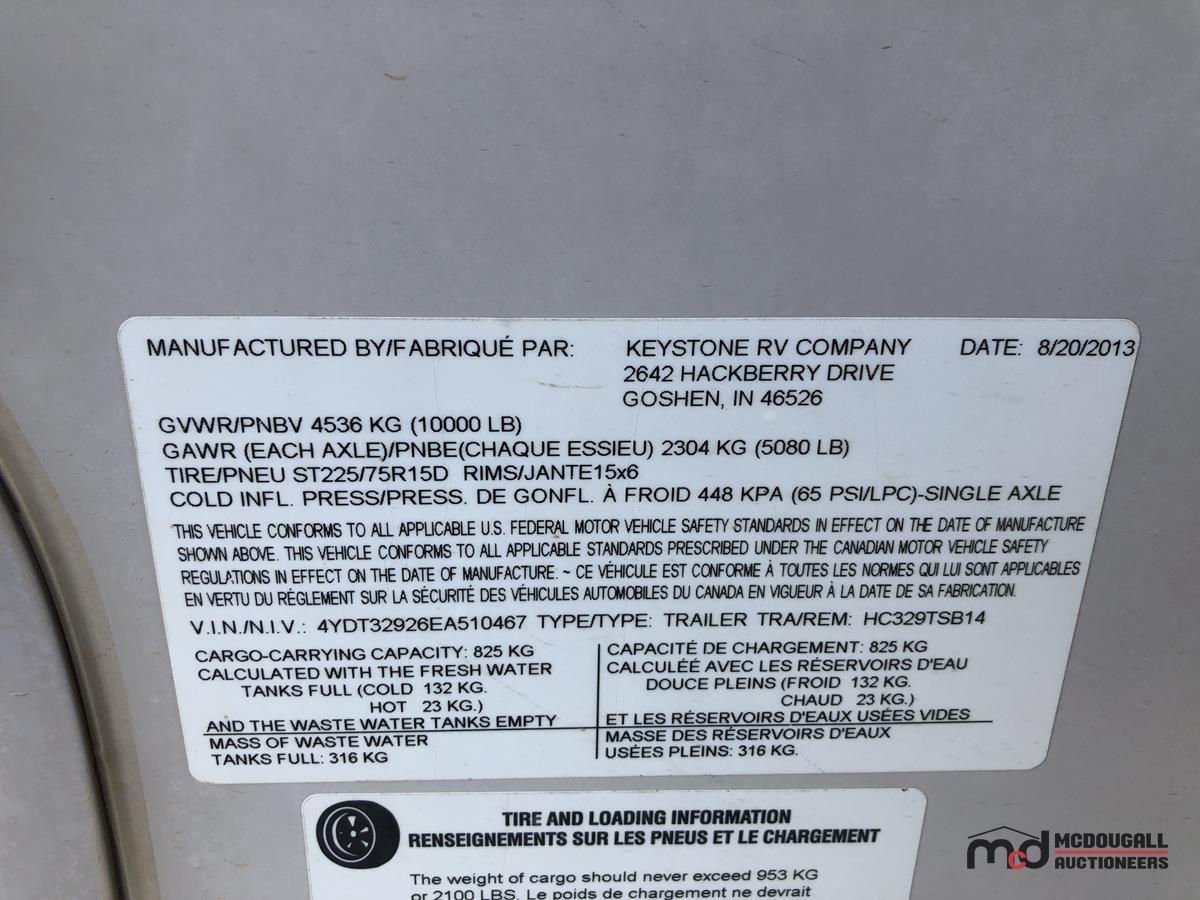 MANUFACTURED BY/FABRIQUÉ PAR: KEYSTONE RV COMPANY DATE: 8/20/2013
2642 HACKBERRY DRIVE
GOSHEN, IN 46526
GVWR/PNBV 4536 KG (10000 LB)
GAWR (EACH AXLE)/PNBE(CHAQUE ESSIEU) 2304 KG (5080 LB)
TIRE/PNEU ST225/75R15D RIMS/JANTE15x6
COLD INFL. PRESS/PRESS. DE GONFL. À FROID 448 KPA (65 PSI/LPC)-SINGLE AXLE
THIS VEHICLE CONFORMS TO ALL APPLICABLE U.S. FEDERAL MOTOR VEHICLE SAFETY STANDARDS IN EFFECT ON THE DATE OF MANUFACTURE
SHOWN ABOVE. THIS VEHICLE CONFORMS TO ALL APPLICABLE STANDARDS PRESCRIBED UNDER THE CANADIAN MOTOR VEHICLE SAFETY
REGULATIONS IN EFFECT ON THE DATE OF MANUFACTURE. ~ CE VÉHICULE EST CONFORME À TOUTES LES NORMES QUI LUI SONT APPLICABLES
EN VERTU DU RÉGLEMENT SUR LA SÉCURITÉ DES VÉHICULES AUTOMOBILES DU CANADA EN VIGUEUR À LA DATE DE SA FABRICATION.
V.I.N./N.I.V.: 4YDT32926EA510467 TYPE/TYPE: TRAILER TRA/REM: HC329TSB14
CARGO-CARRYING CAPACITY: 825 KG
CALCULATED WITH THE FRESH WATER
TANKS FULL (COLD 132 KG.
HOT 23 KG.)
AND THE WASTE WATER TANKS EMPTY
MASS OF WASTE WATER
TANKS FULL: 316 KG
CAPACITÉ DE CHARGEMENT: 825 KG
CALCULÉE AVEC LES RÉSERVOIRS D'EAU
DOUCE PLEINS (FROID 132 KG.
CHAUD 23 KG.)
ET LES RÉSERVOIRS D'EAUX USÉES VIDES
MASSE DES RÉSERVOIRS D'EAUX
USÉES PLEINS: 316 KG.
TIRE AND LOADING INFORMATION
RENSEIGNEMENTS SUR LES PNEUS ET LE CHARGEMENT
The weight of cargo should never exceed 953 KG
or 2100 LBS. Le poids de chargement ne devrait
mcd MCDOUGALL
AUCTIONEERS